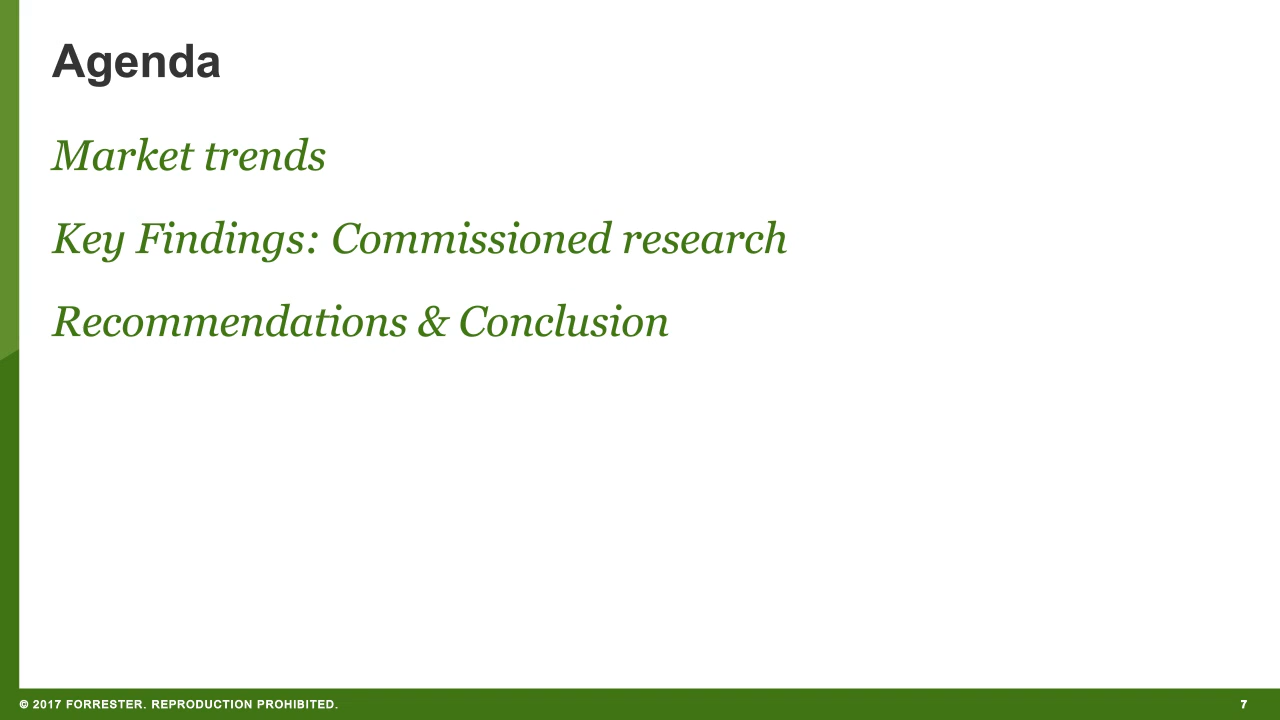 Agenda
Market trends
Key Findings: Commissioned research
Recommendations & Conclusion
© 2017 FORRESTER. REPRODUCTION PROHIBITED.
7